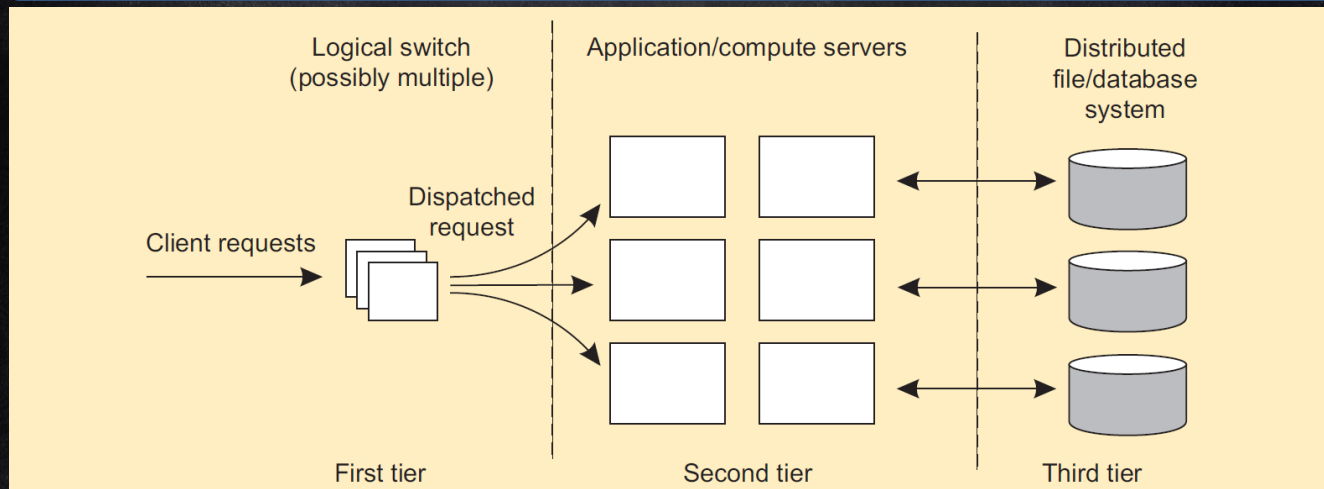 Logical switch
(possibly multiple)
Application/compute servers
Distributed
file/database
system
Dispatched
request
Client requests
First tier
Second tier
Third tier